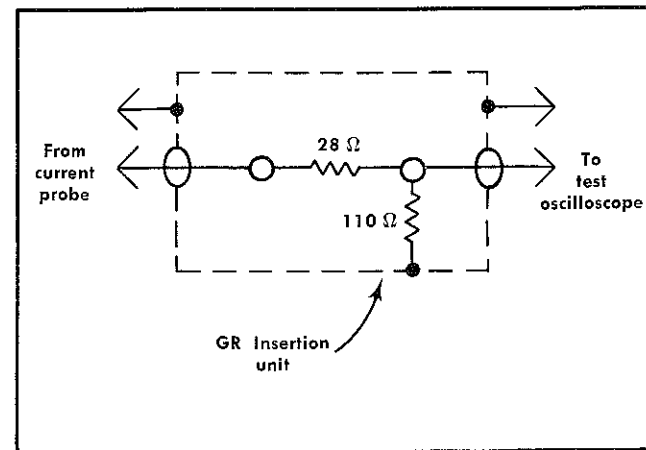 From
current
probe
28 Ω
110 Ω
To
test
oscilloscope
GR Insertion
unit